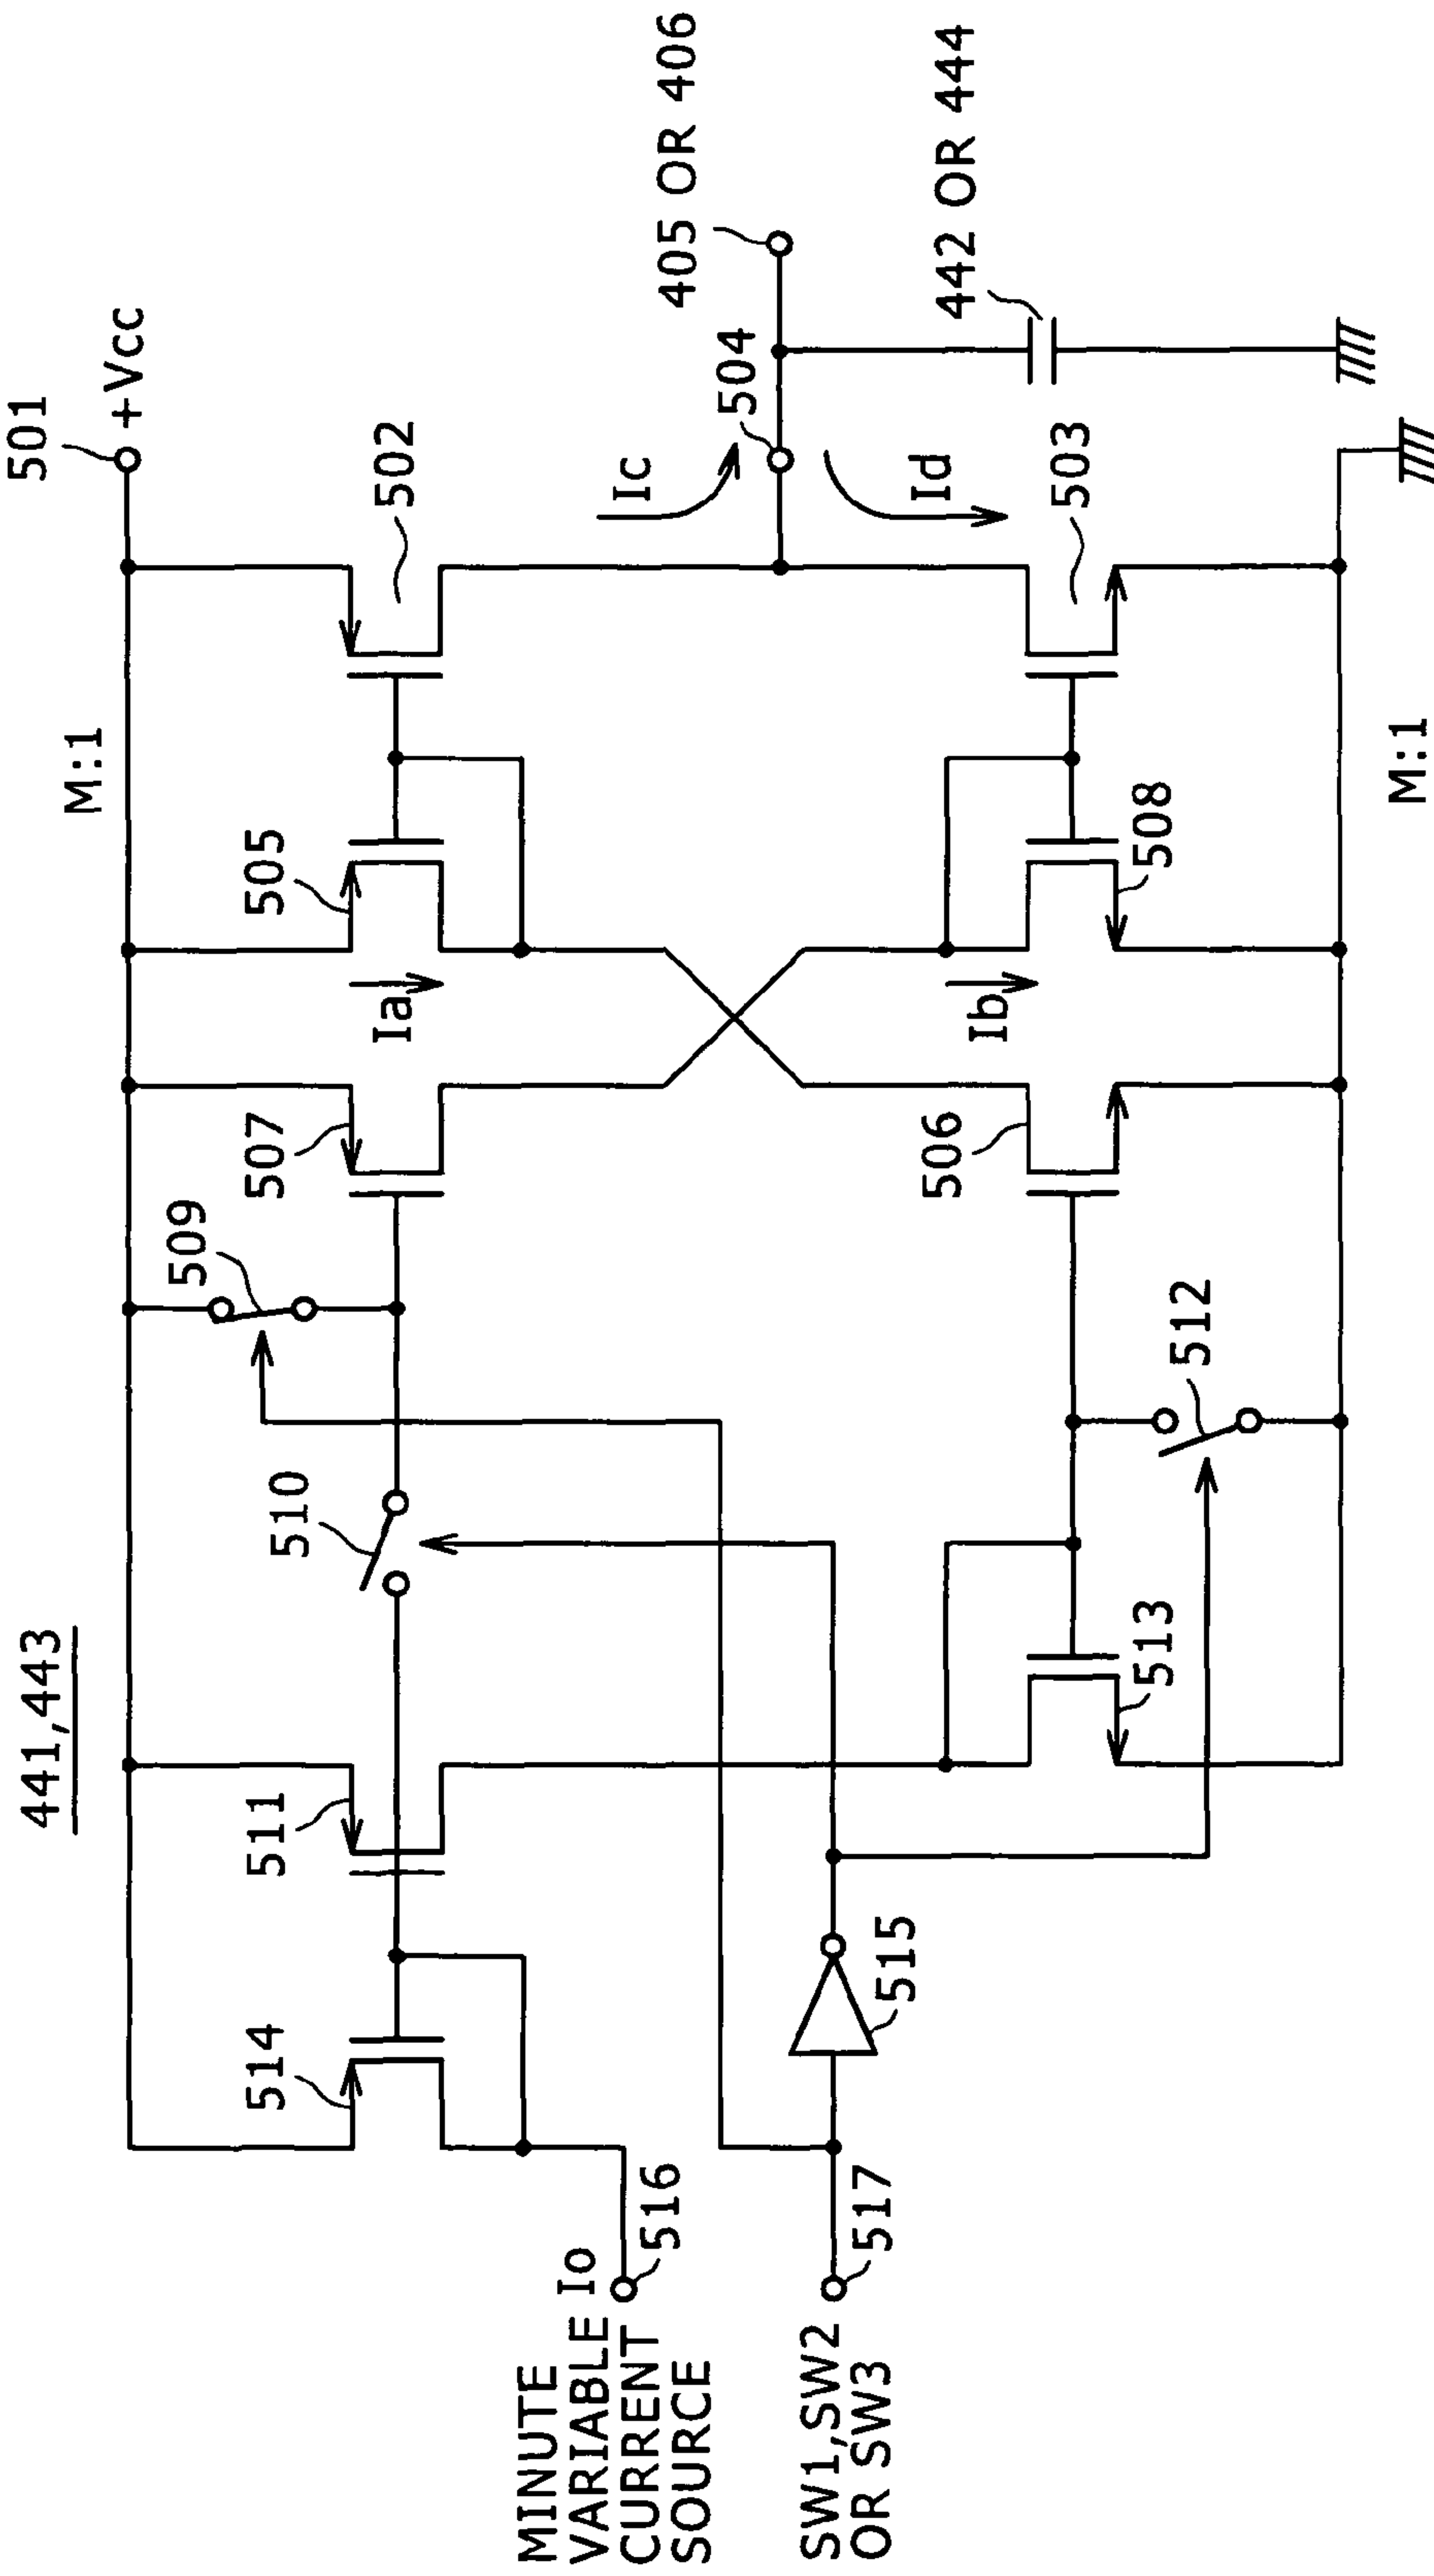 441,443
501
+Vcc
M:1
514
511
510
509
507
505
502
Ia
Ic
405 OR 406
504
Id
442 OR 444
MINUTE
VARIABLE Io
CURRENT
SOURCE
516
SW1,SW2
OR SW3
517
515
513
512
506
Ib
508
503
M:1